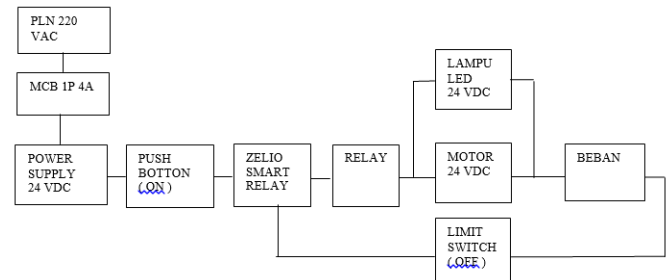 PLN 220
VAC
MCB 1P 4A
POWER
SUPPLY
24 VDC
PUSH
BOTTON
( ON )
ZELIO
SMART
RELAY
RELAY
LAMPU
LED
24 VDC
MOTOR
24 VDC
BEBAN
LIMIT
SWITCH
( OFF )